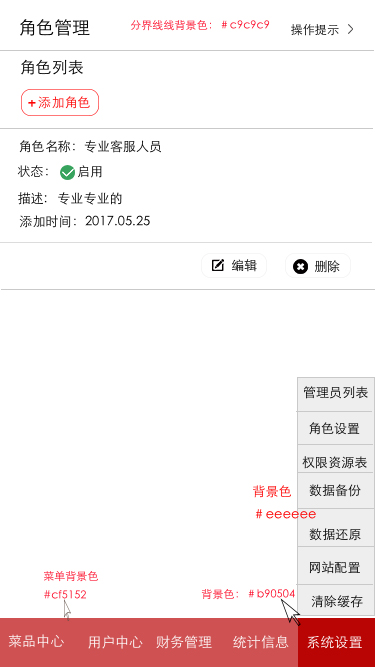 角色管理
分界线线背景色：#c9c9c9
操作提示 >
角色列表
+添加角色
角色名称：专业客服人员
状态：启用
描述：专业专业的
添加时间：2017.05.25
编辑
删除
管理员列表
角色设置
权限资源表
数据备份
背景色
#eeeeee
数据还原
网站配置
清除缓存
菜单背景色
#cf5152
背景色：#b90504
菜品中心 用户中心 财务管理 统计信息 系统设置